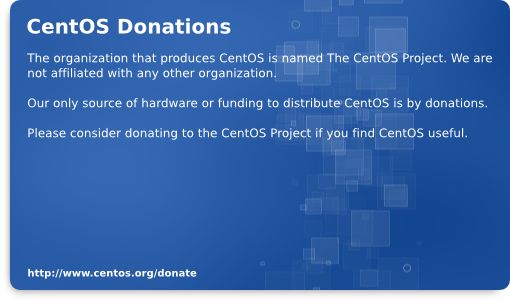 CentOS Donations
The organization that produces CentOS is named The CentOS Project. We are
not affiliated with any other organization.
Our only source of hardware or funding to distribute CentOS is by donations.
Please consider donating to the CentOS Project if you find CentOS useful.
http://www.centos.org/donate